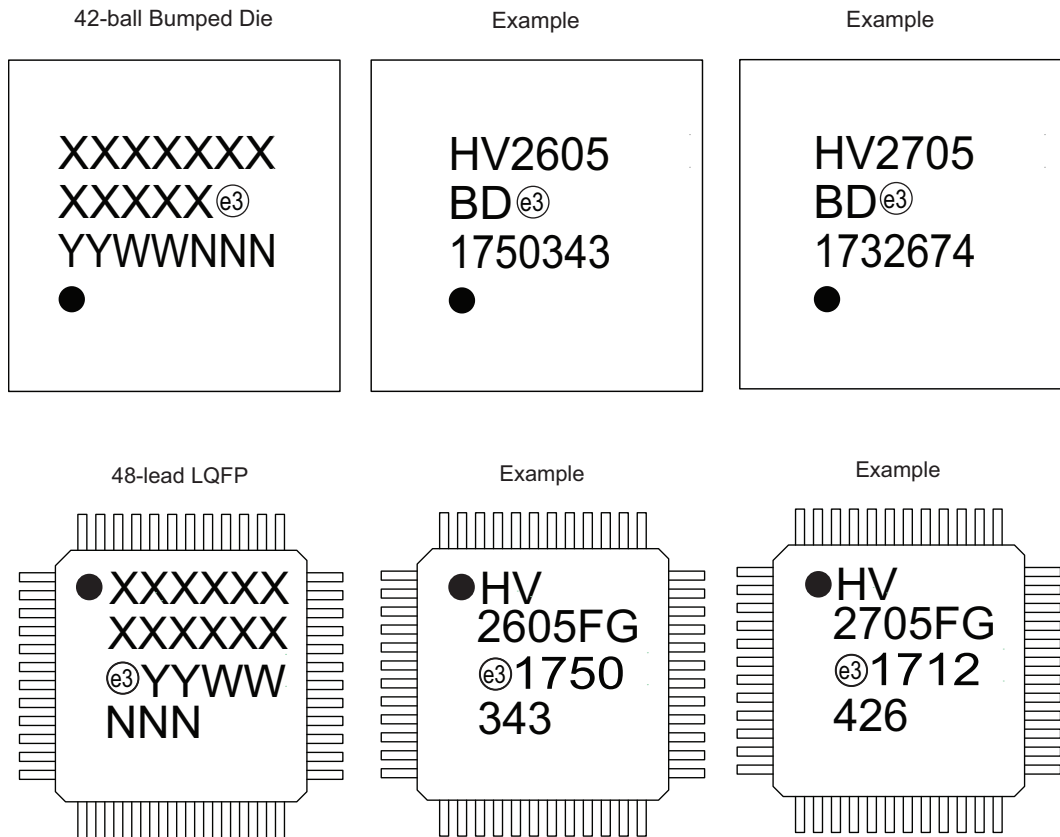 42-ball Bumped Die
Example
Example
XXXXXXX
XXXXX e3
YYWWNNN
HV2605
BD e3
1750343
HV2705
BD e3
1732674
48-lead LQFP
Example
Example
XXXXXX
XXXXXX
e3 YYWW
NNN
HV
2605FG
e3 1750
343
HV
2705FG
e3 1712
426